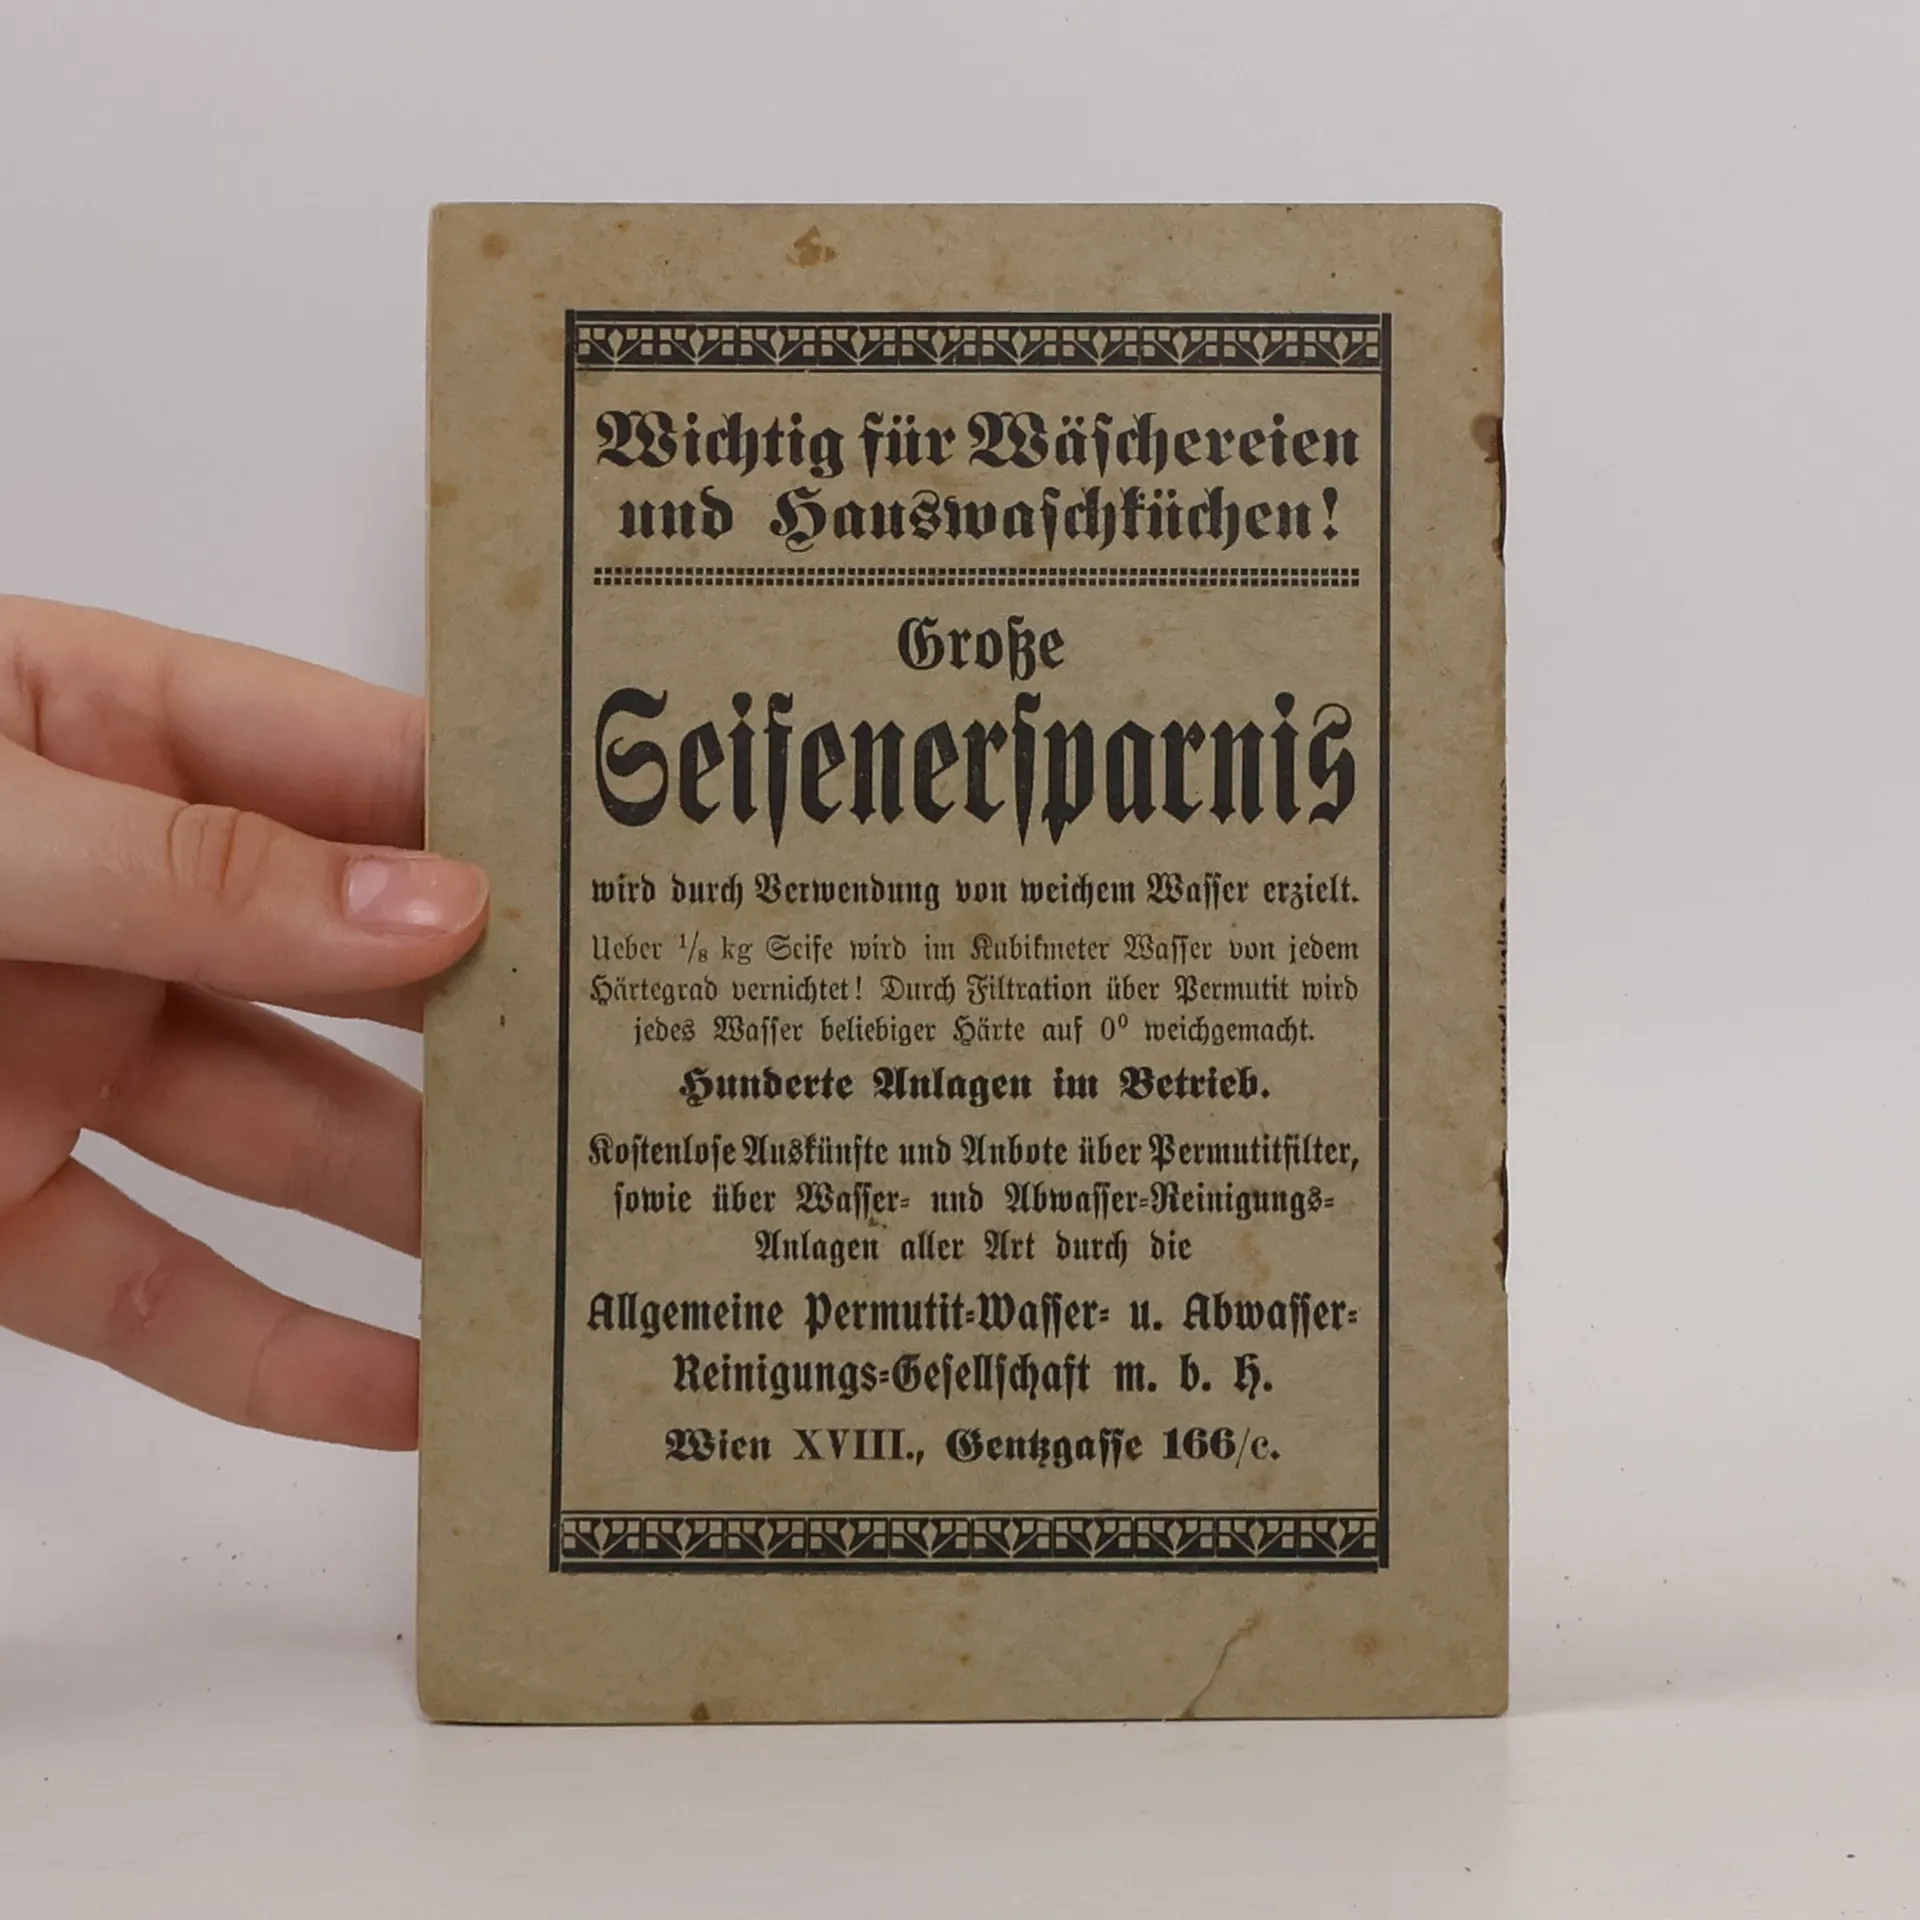 Wichtig für Wäschereien
und Hauswaschküchen!
Große
Seifenersparnis
wird durch Verwendung von weichem Wasser erzielt.
Ueber 1/8 kg Seife wird im Kubikmeter Wasser von jedem
Härtegrad vernichtet! Durch Filtration über Permutit wird
jedes Wasser beliebiger Härte auf 0⁰ weichgemacht.
Hunderte Anlagen im Betrieb.
Kostenlose Auskünfte und Anbote über Permutitfilter,
sowie über Wasser- und Abwasser-Reinigungs-
Anlagen aller Art durch die
Allgemeine Permutit-Wasser- u. Abwasser-
Reinigungs-Gesellschaft m. b. H.
Wien XVIII., Gentzgasse 166/c.